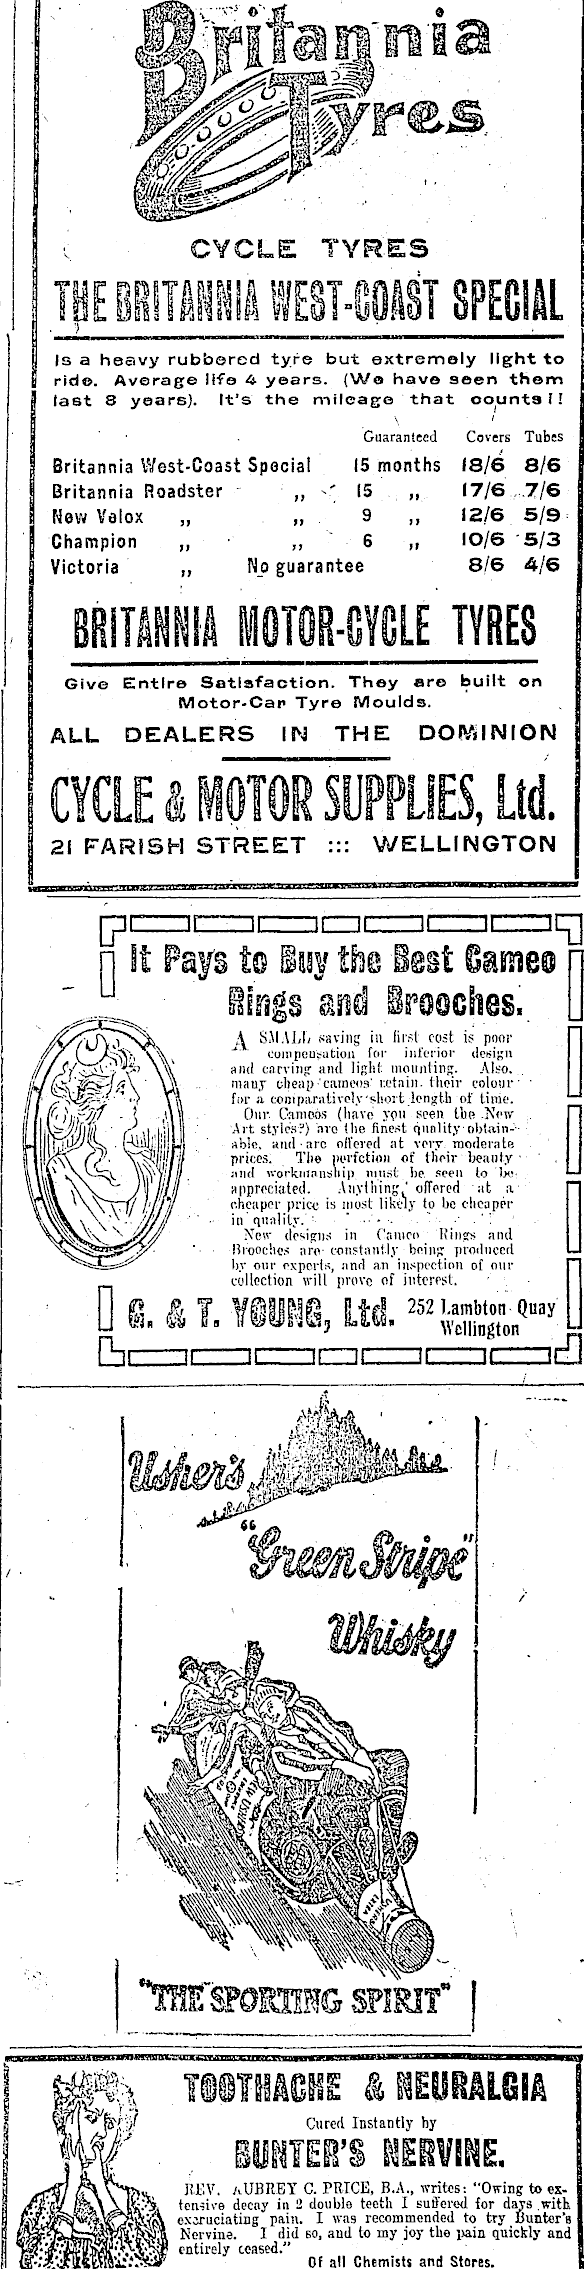 Britannia
Tyres
CYCLE TYRES
THE BRITANNIA WEST-COAST SPECIAL
Is a heavy rubbered tyre but extremely light to
ride. Average life 4 years. (We have seen them
last 8 years). It's the mileage that counts!!
Guaranteed Covers Tubes
Britannia West-Coast Special 15 months 18/6 8/6
Britannia Roadster ,, 15 ,, 17/6 7/6
New Velox ,, ,, 9 ,, 12/6 5/9
Champion ,, ,, 6 ,, 10/6 5/3
Victoria ,, No guarantee 8/6 4/6
BRITANNIA MOTOR-CYCLE TYRES
Give Entire Satisfaction. They are built on
Motor-Car Tyre Moulds.
ALL DEALERS IN THE DOMINION
CYCLE & MOTOR SUPPLIES, Ltd.
21 FARISH STREET ::: WELLINGTON
It Pays to Buy the Best Cameo
Rings and Brooches.
A SMALL saving in first cost is poor
compensation for inferior design
and carving and light mounting. Also,
many cheap cameos retain their colour
for a comparatively short length of time.
Our Cameos (have you seen the New
Art styles?) are the finest quality obtain-
able, and are offered at very moderate
prices. The perfction of their beauty
and workmanship must be seen to be
appreciated. Anything offered at a
cheaper price is most likely to be cheaper
in quality.
New designs in Cameo Rings and
Brooches are constantly being produced
by our experts, and an inspection of our
collection will prove of interest.
G. & T. YOUNG, Ltd. 252 Lambton Quay
Wellington
Usher's
"Green Stripe"
Whisky
"THE SPORTING SPIRIT"
TOOTHACHE & NEURALGIA
Cured Instantly by
BUNTER'S NERVINE.
REV. AUBREY C. PRICE, B.A., writes: "Owing to ex-
tensive decay in 2 double teeth I suffered for days with
excruciating pain. I was recommended to try Bunter's
Nervine. I did so, and to my joy the pain quickly and
entirely ceased."
Of all Chemists and Stores.